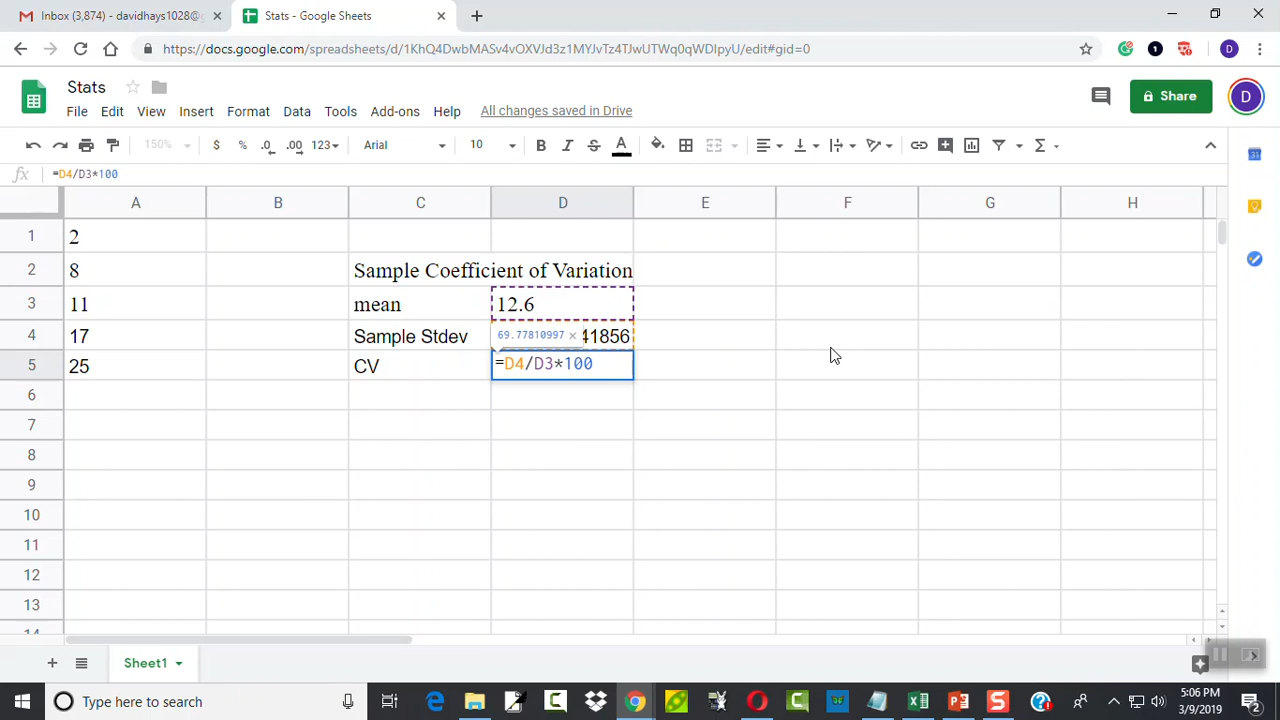 Inbox (3,874) - davidhays1028@
Stats - Google Sheets
https://docs.google.com/spreadsheets/d/1KhQ4DwbMASv4vOXVJd3z1MYJvTz4TJwUTWq0qWDIpyU/edit#gid=0
D
Stats
File Edit View Insert Format Data Tools Add-ons Help All changes saved in Drive
Share
D
150% $ % .0 .00 123 Arial 10 B I S A Σ
fx =D4/D3*100
A B C D E F G H
1 2
2 8 Sample Coefficient of Variation
3 11 mean 12.6
4 17 Sample Stdev 69.77810997 × 41856
5 25 CV =D4/D3*100
6
7
8
9
10
11
12
13
14
+ Sheet1
Type here to search
5:06 PM
3/9/2019
2